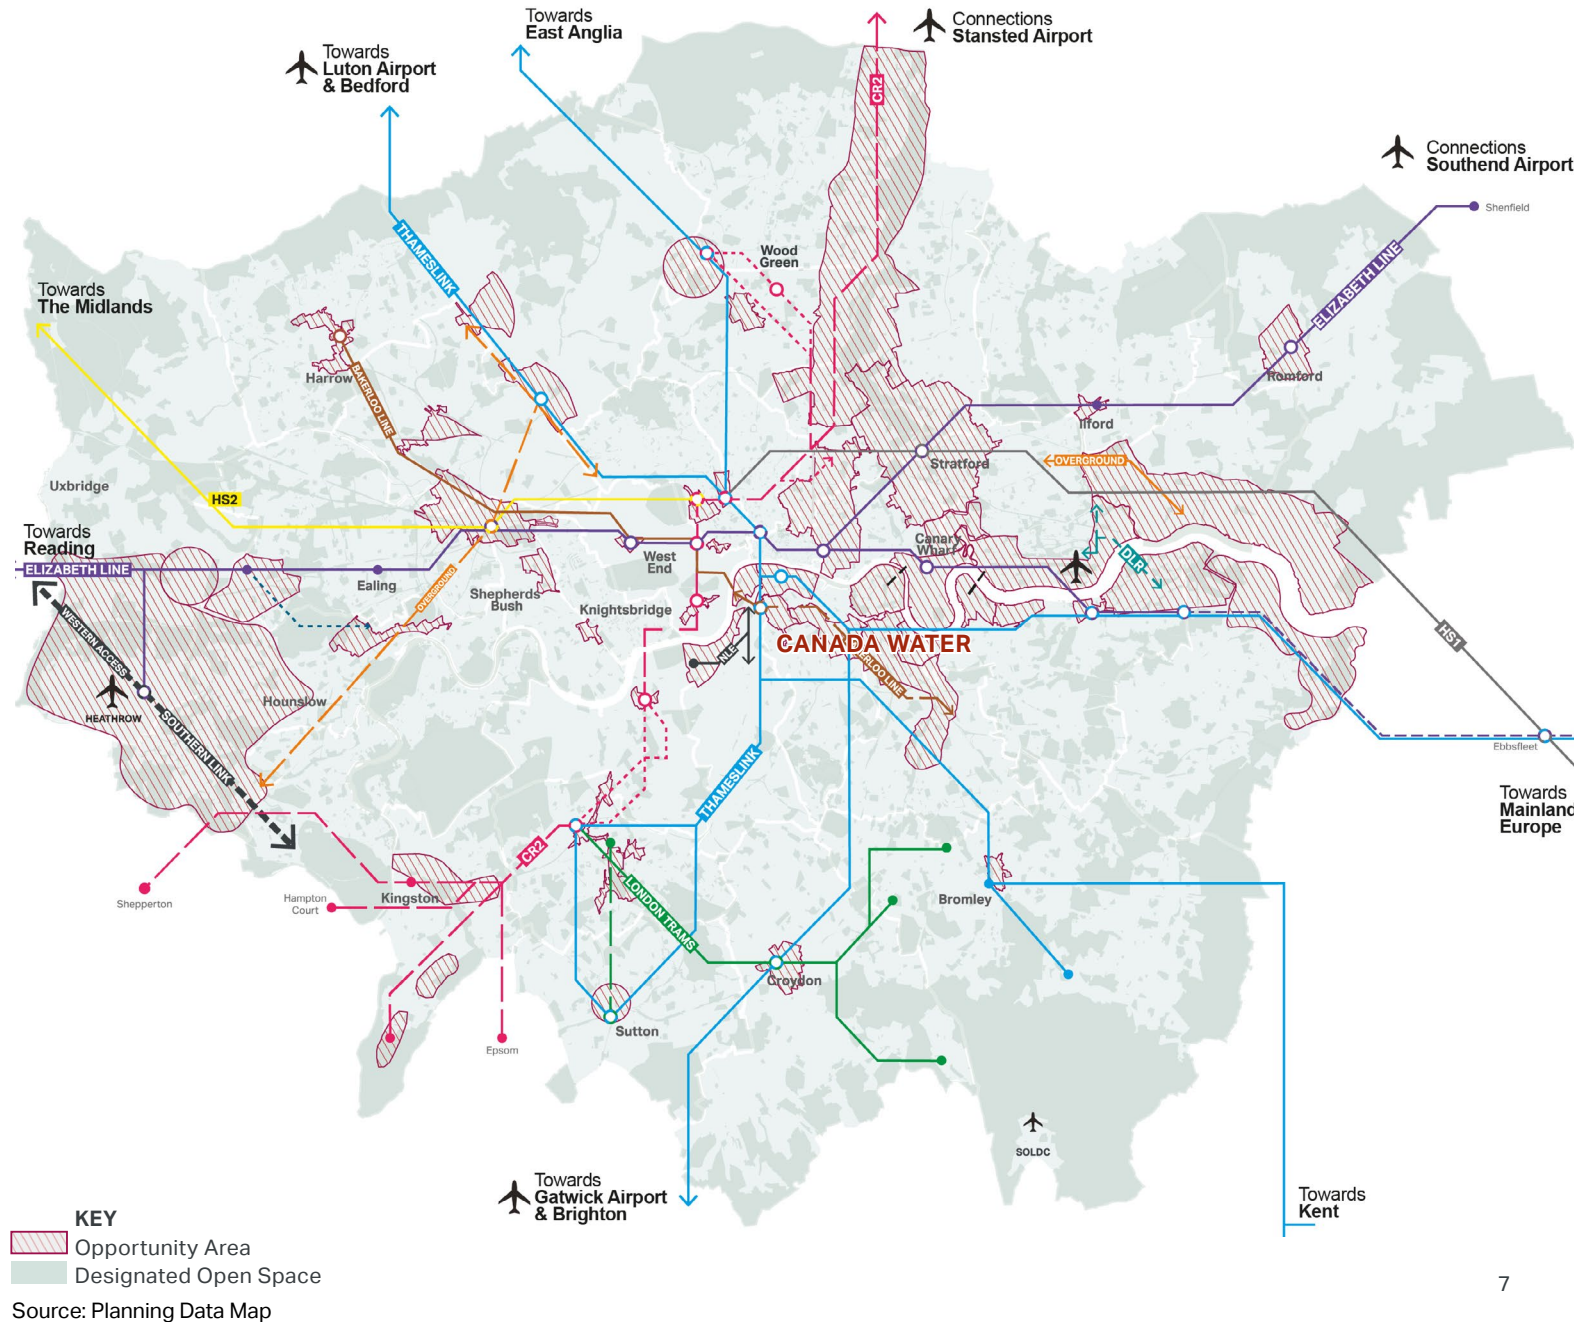 Towards
East Anglia
Connections
Stansted Airport
Towards
Luton Airport
& Bedford
CR2
Connections
Southend Airport
Shenfield
THAMESLINK
Wood
Green
ELIZABETH LINE
Towards
The Midlands
Harrow
BAKERLOO LINE
Romford
Ilford
Stratford
OVERGROUND
Uxbridge
HS2
Towards
Reading
ELIZABETH LINE
Ealing
OVERGROUND
Shepherds
Bush
West
End
Knightsbridge
Canary
Wharf
DLR
WESTERN ACCESS
SOUTHERN LINK
HEATHROW
Hounslow
NLE
CANADA WATER
ERLOO LINE
HS1
Ebbsfleet
Towards
Mainland
Europe
THAMESLINK
CR2
Shepperton
Hampton
Court
Kingston
LONDON TRAMS
Bromley
Croydon
Sutton
Epsom
SOLDC
Towards
Gatwick Airport
& Brighton
Towards
Kent
KEY
Opportunity Area
Designated Open Space
Source: Planning Data Map
7